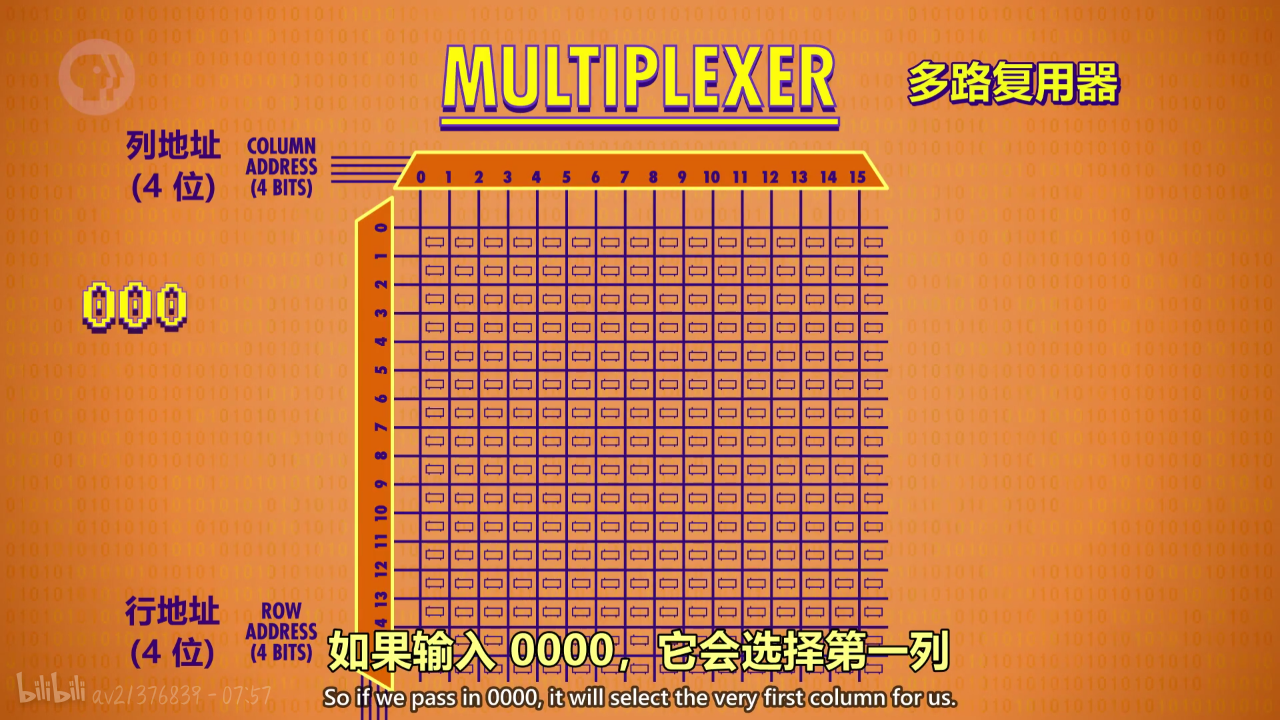 MULTIPLEXER
多路复用器
列地址
(4 位)
COLUMN
ADDRESS
(4 BITS)
0 1 2 3 4 5 6 7 8 9 10 11 12 13 14 15
0
1
2
3
4
5
6
7
8
9
10
11
12
13
000
行地址
(4 位)
ROW
ADDRESS
(4 BITS)
如果输入 0000，它会选择第一列
So if we pass in 0000, it will select the very first column for us.
bilibili av21376839 - 07:57